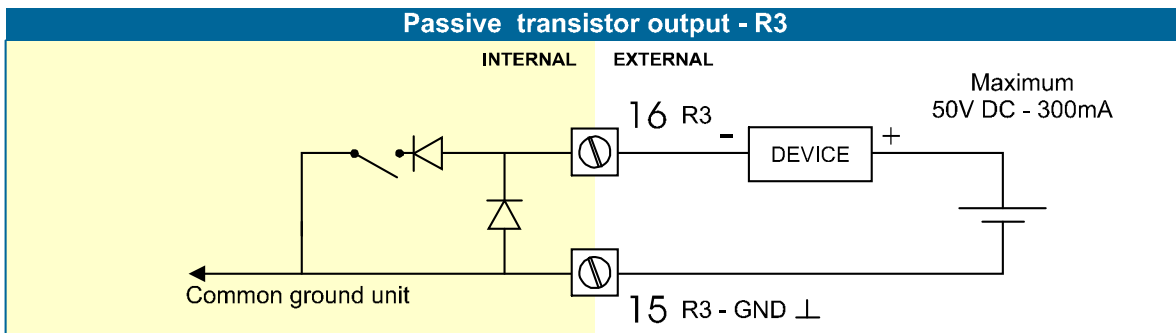 Passive transistor output - R3
INTERNAL EXTERNAL
Maximum
50V DC - 300mA
16 R3
- DEVICE +
Common ground unit
15 R3 - GND ⊥